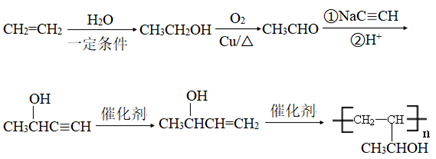 CH₂=CH₂ H₂O 一定条件 CH₃CH₂OH O₂ Cu/△ CH₃CHO ①NaC≡CH ②H⁺
OH OH
CH₃CHC≡CH 催化剂 CH₃CHCH=CH₂ 催化剂 CH₂–CH n
CH₃CHOH